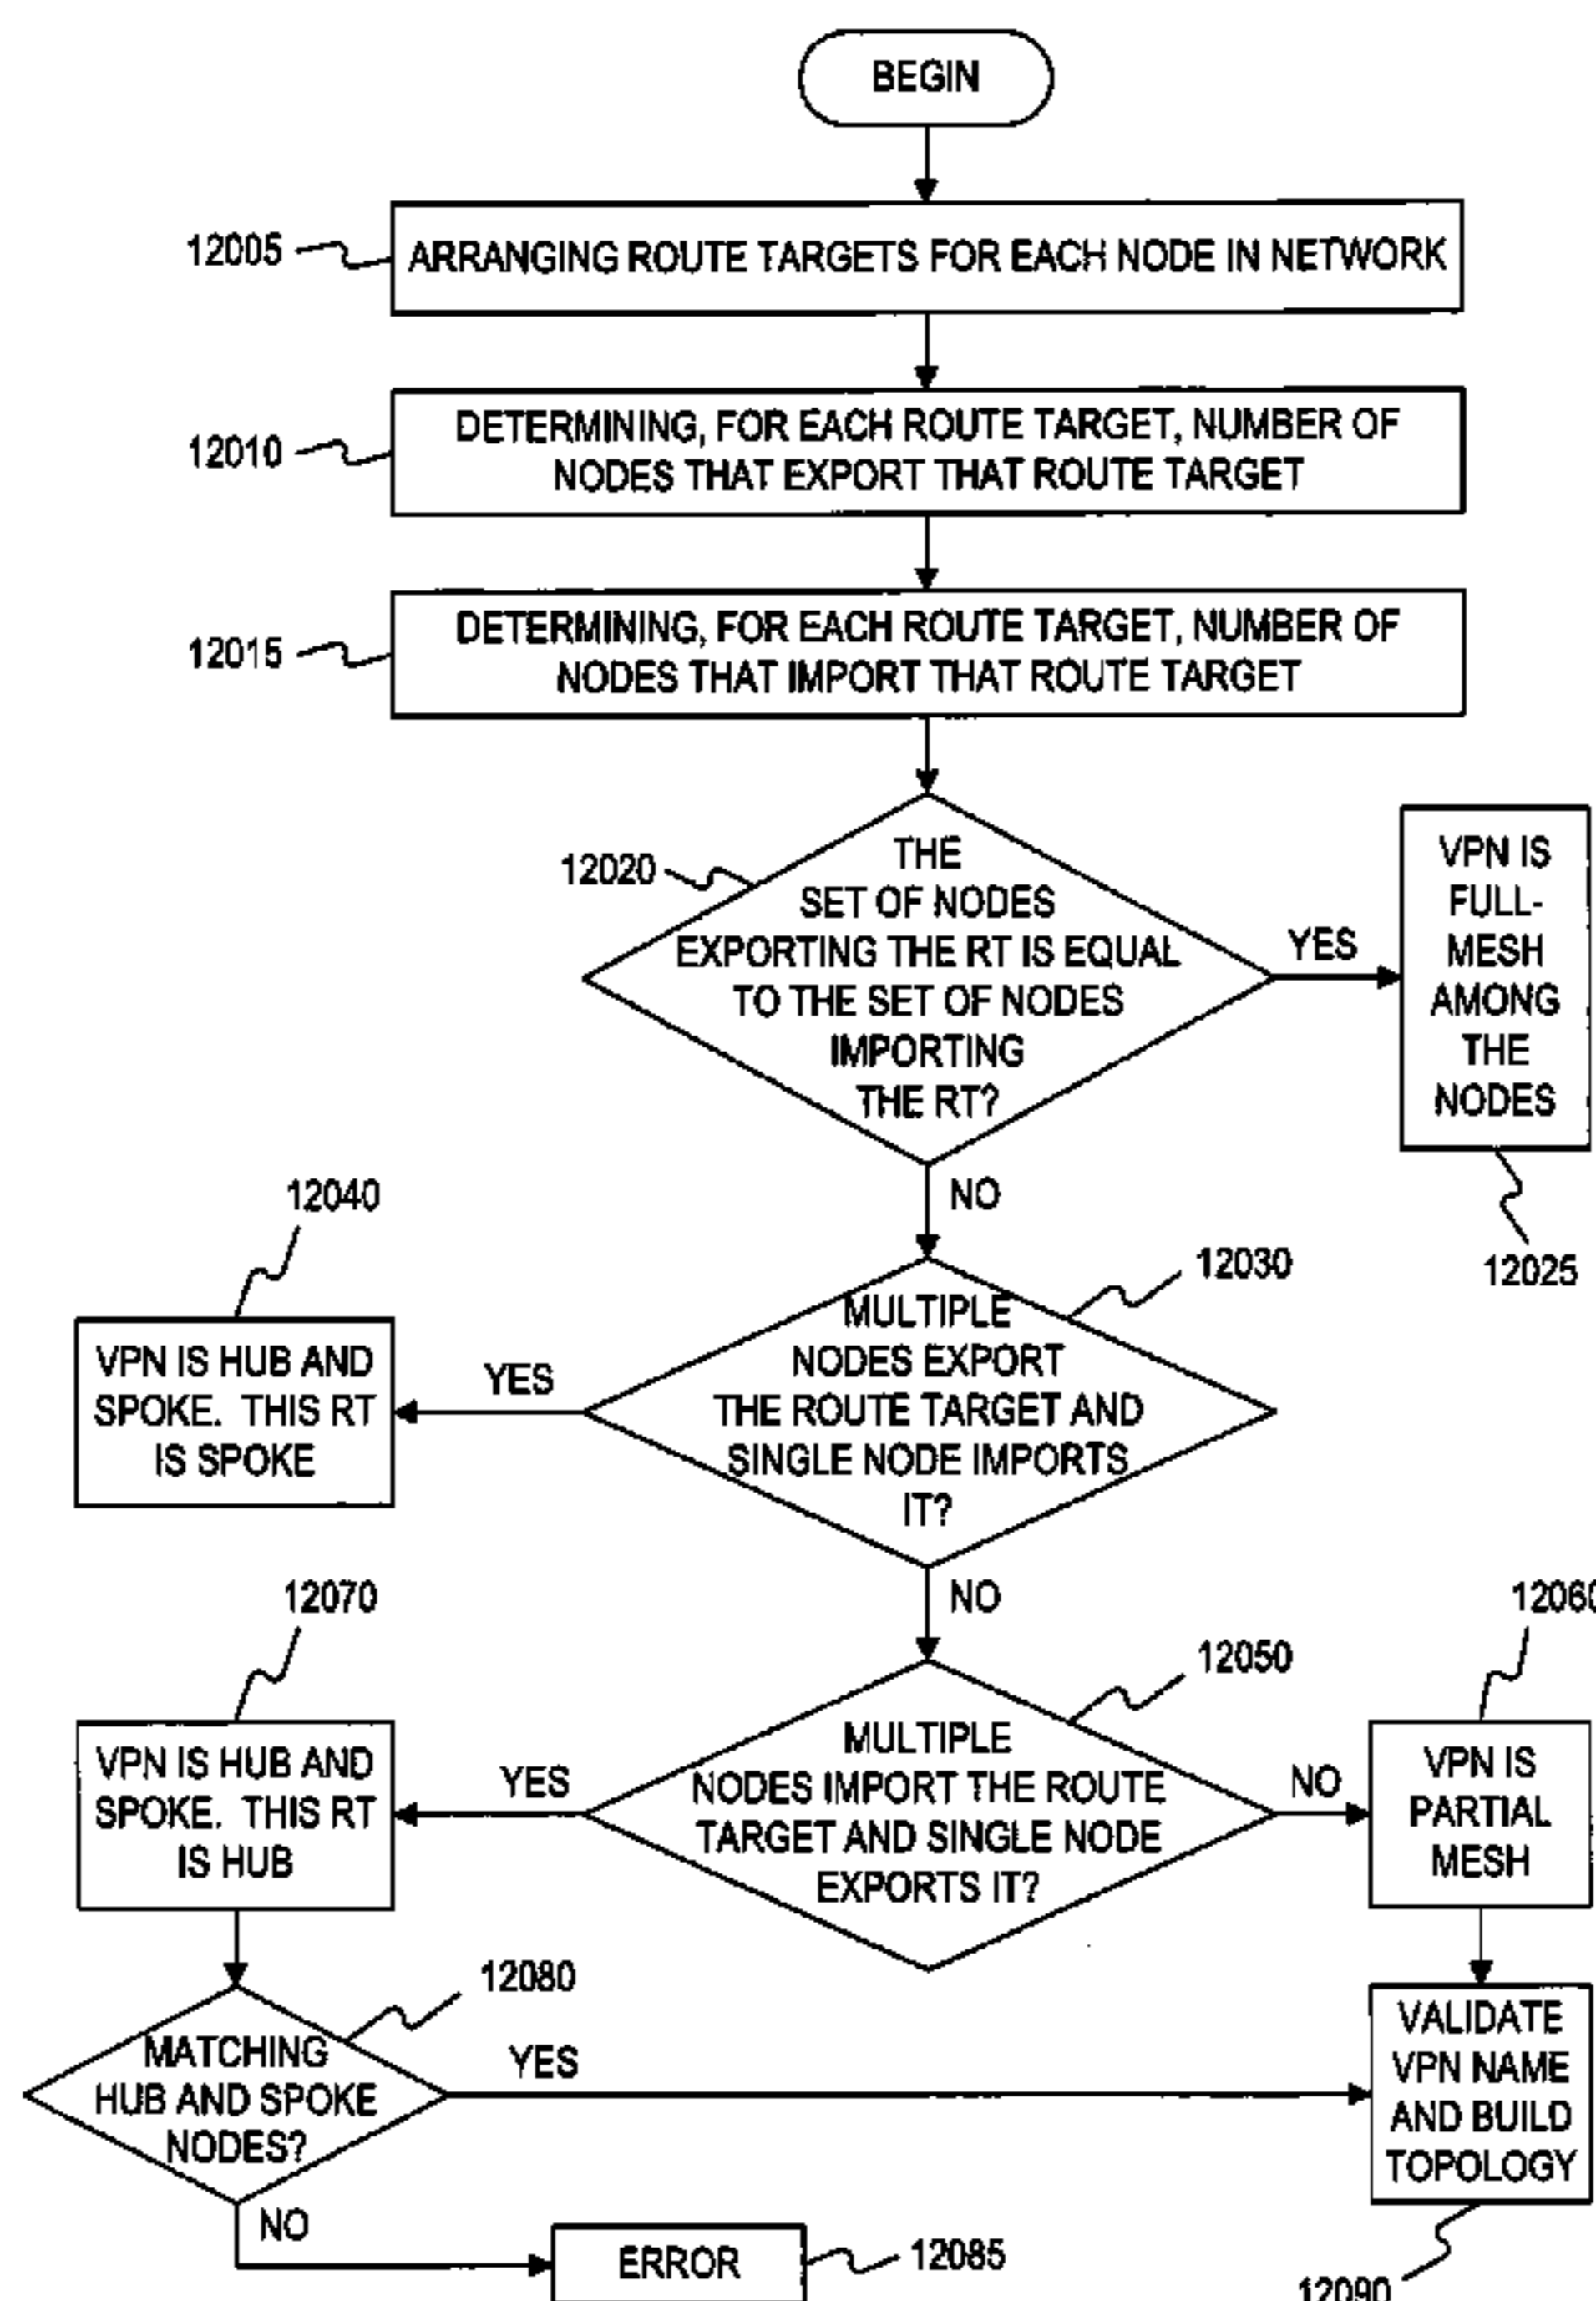 BEGIN
12005
ARRANGING ROUTE TARGETS FOR EACH NODE IN NETWORK
12010
DETERMINING, FOR EACH ROUTE TARGET, NUMBER OF
NODES THAT EXPORT THAT ROUTE TARGET
12015
DETERMINING, FOR EACH ROUTE TARGET, NUMBER OF
NODES THAT IMPORT THAT ROUTE TARGET
12020
THE
SET OF NODES
EXPORTING THE RT IS EQUAL
TO THE SET OF NODES
IMPORTING
THE RT?
YES
VPN IS
FULL-
MESH
AMONG
THE
NODES
12025
NO
12040
VPN IS HUB AND
SPOKE. THIS RT
IS SPOKE
YES
12030
MULTIPLE
NODES EXPORT
THE ROUTE TARGET AND
SINGLE NODE IMPORTS
IT?
NO
12070
VPN IS HUB AND
SPOKE. THIS RT
IS HUB
YES
12050
MULTIPLE
NODES IMPORT THE ROUTE
TARGET AND SINGLE NODE
EXPORTS IT?
NO
12060
VPN IS
PARTIAL
MESH
12080
MATCHING
HUB AND SPOKE
NODES?
YES
VALIDATE
VPN NAME
AND BUILD
TOPOLOGY
12090
NO
ERROR
12085